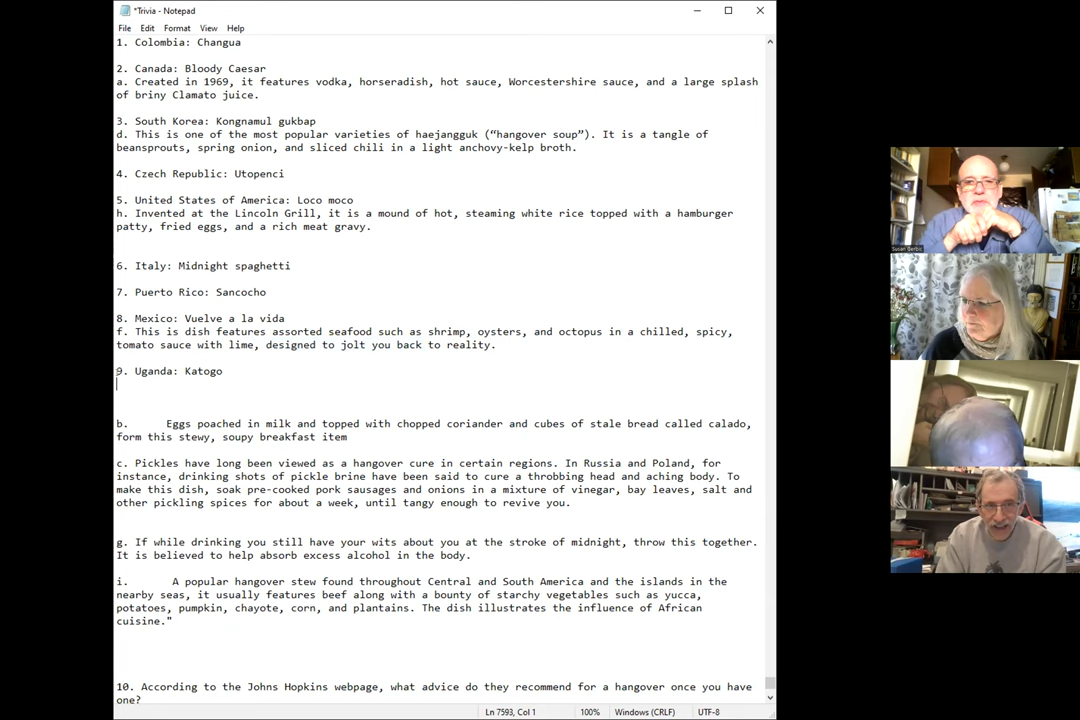 *Trivia - Notepad
File Edit Format View Help
1. Colombia: Changua
2. Canada: Bloody Caesar
a. Created in 1969, it features vodka, horseradish, hot sauce, Worcestershire sauce, and a large splash
of briny Clamato juice.
3. South Korea: Kongnamul gukbap
d. This is one of the most popular varieties of haejangguk (“hangover soup”). It is a tangle of
beansprouts, spring onion, and sliced chili in a light anchovy-kelp broth.
4. Czech Republic: Utopenci
5. United States of America: Loco moco
h. Invented at the Lincoln Grill, it is a mound of hot, steaming white rice topped with a hamburger
patty, fried eggs, and a rich meat gravy.
6. Italy: Midnight spaghetti
7. Puerto Rico: Sancocho
8. Mexico: Vuelve a la vida
f. This is dish features assorted seafood such as shrimp, oysters, and octopus in a chilled, spicy,
tomato sauce with lime, designed to jolt you back to reality.
9. Uganda: Katogo
b. Eggs poached in milk and topped with chopped coriander and cubes of stale bread called calado,
form this stewy, soupy breakfast item
c. Pickles have long been viewed as a hangover cure in certain regions. In Russia and Poland, for
instance, drinking shots of pickle brine have been said to cure a throbbing head and aching body. To
make this dish, soak pre-cooked pork sausages and onions in a mixture of vinegar, bay leaves, salt and
other pickling spices for about a week, until tangy enough to revive you.
g. If while drinking you still have your wits about you at the stroke of midnight, throw this together.
It is believed to help absorb excess alcohol in the body.
i. A popular hangover stew found throughout Central and South America and the islands in the
nearby seas, it usually features beef along with a bounty of starchy vegetables such as yucca,
potatoes, pumpkin, chayote, corn, and plantains. The dish illustrates the influence of African
cuisine."
10. According to the Johns Hopkins webpage, what advice do they recommend for a hangover once you have
one?
Ln 7593, Col 1 100% Windows (CRLF) UTF-8
Susan Gerbic